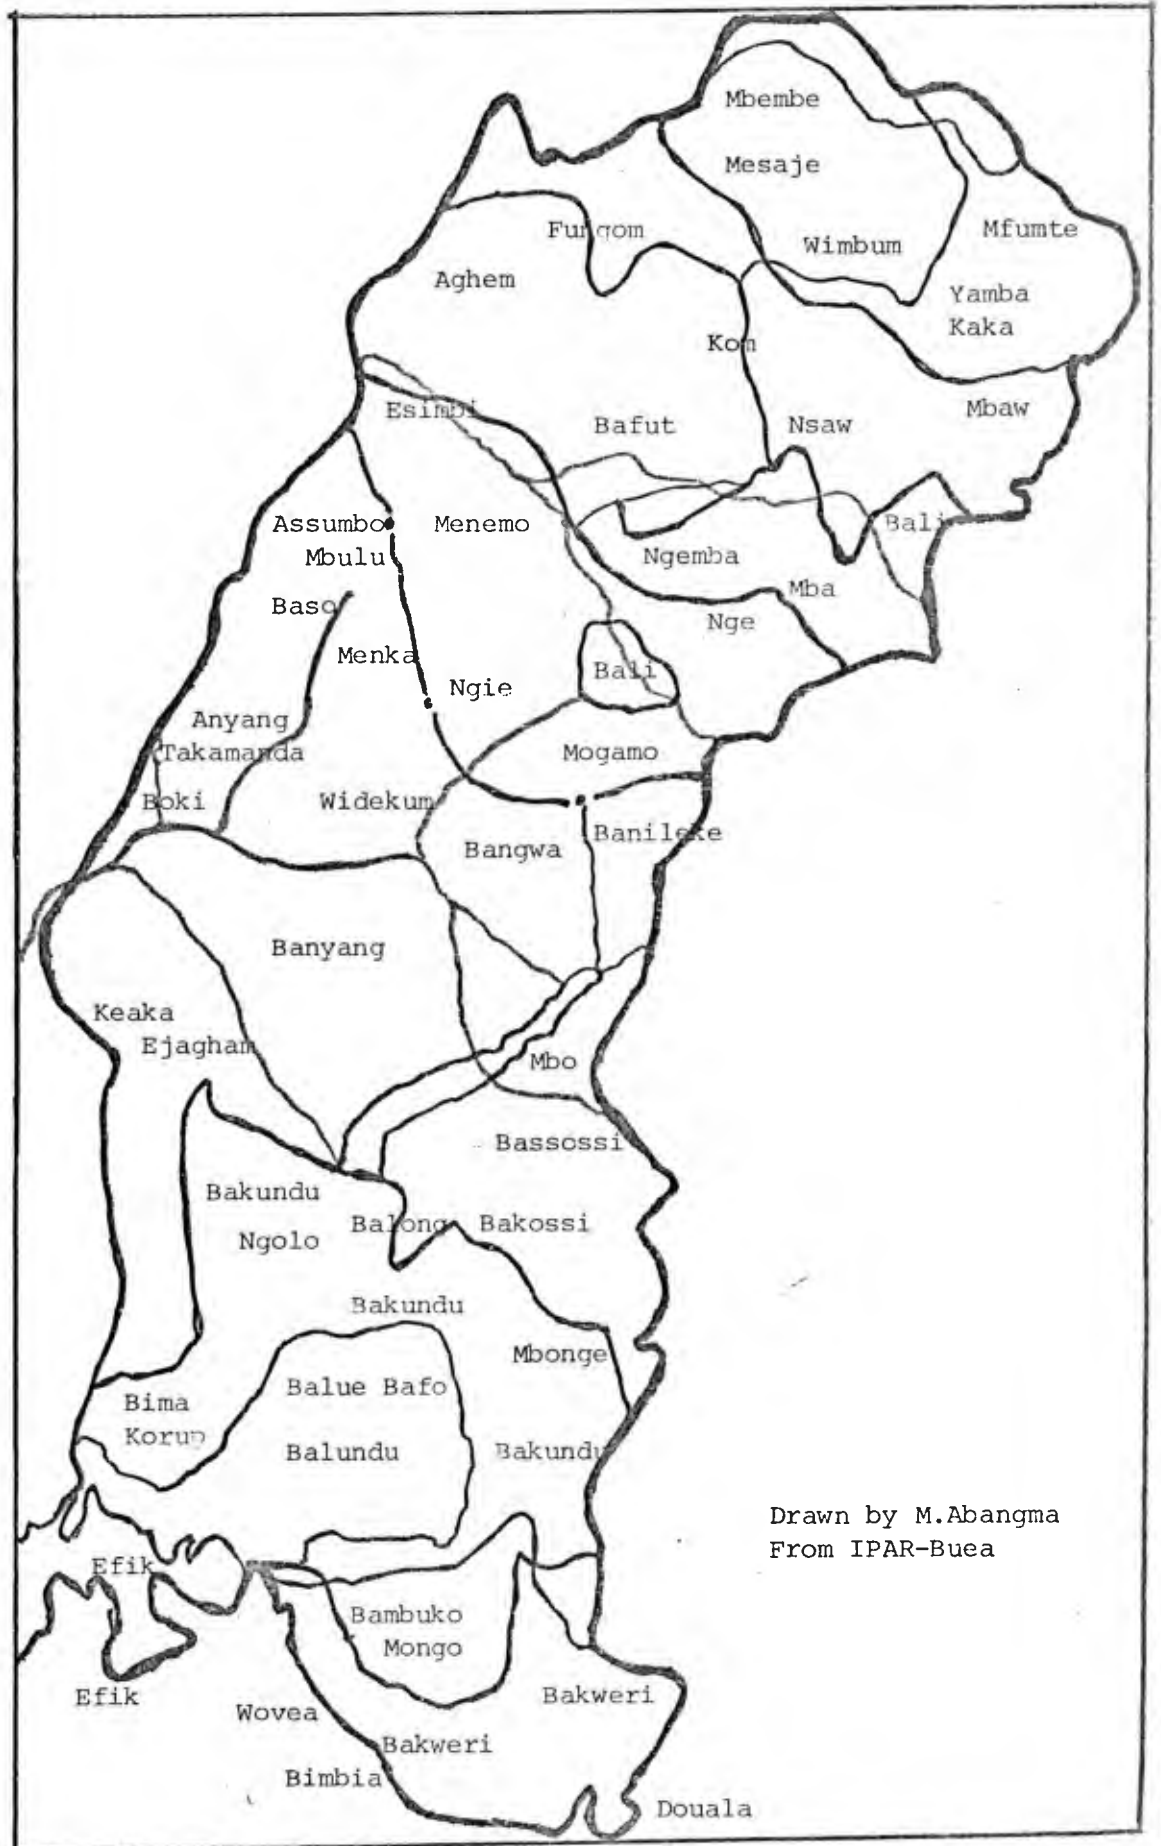 Mbembe
Mesaje
Fungom
Wimbum
Mfumte
Aghem
Yamba
Kaka
Kom
Esimbi
Bafut
Nsaw
Mbaw
Assumbo
Menemo
Bali
Mbulu
Ngemba
Mba
Baso
Nge
Menka
Bali
Ngie
Anyang
Takamanda
Mogamo
Boki
Widekum
Banileke
Bangwa
Banyang
Keaka
Ejagham
Mbo
Bassossi
Bakundu
Balong Bakossi
Ngolo
Bakundu
Mbonge
Balue Bafo
Bima
Korup
Balundu
Bakundu
Drawn by M.Abangma
From IPAR-Buea
Efik
Bambuko
Mongo
Efik
Bakweri
Wovea
Bakweri
Bimbia
Douala